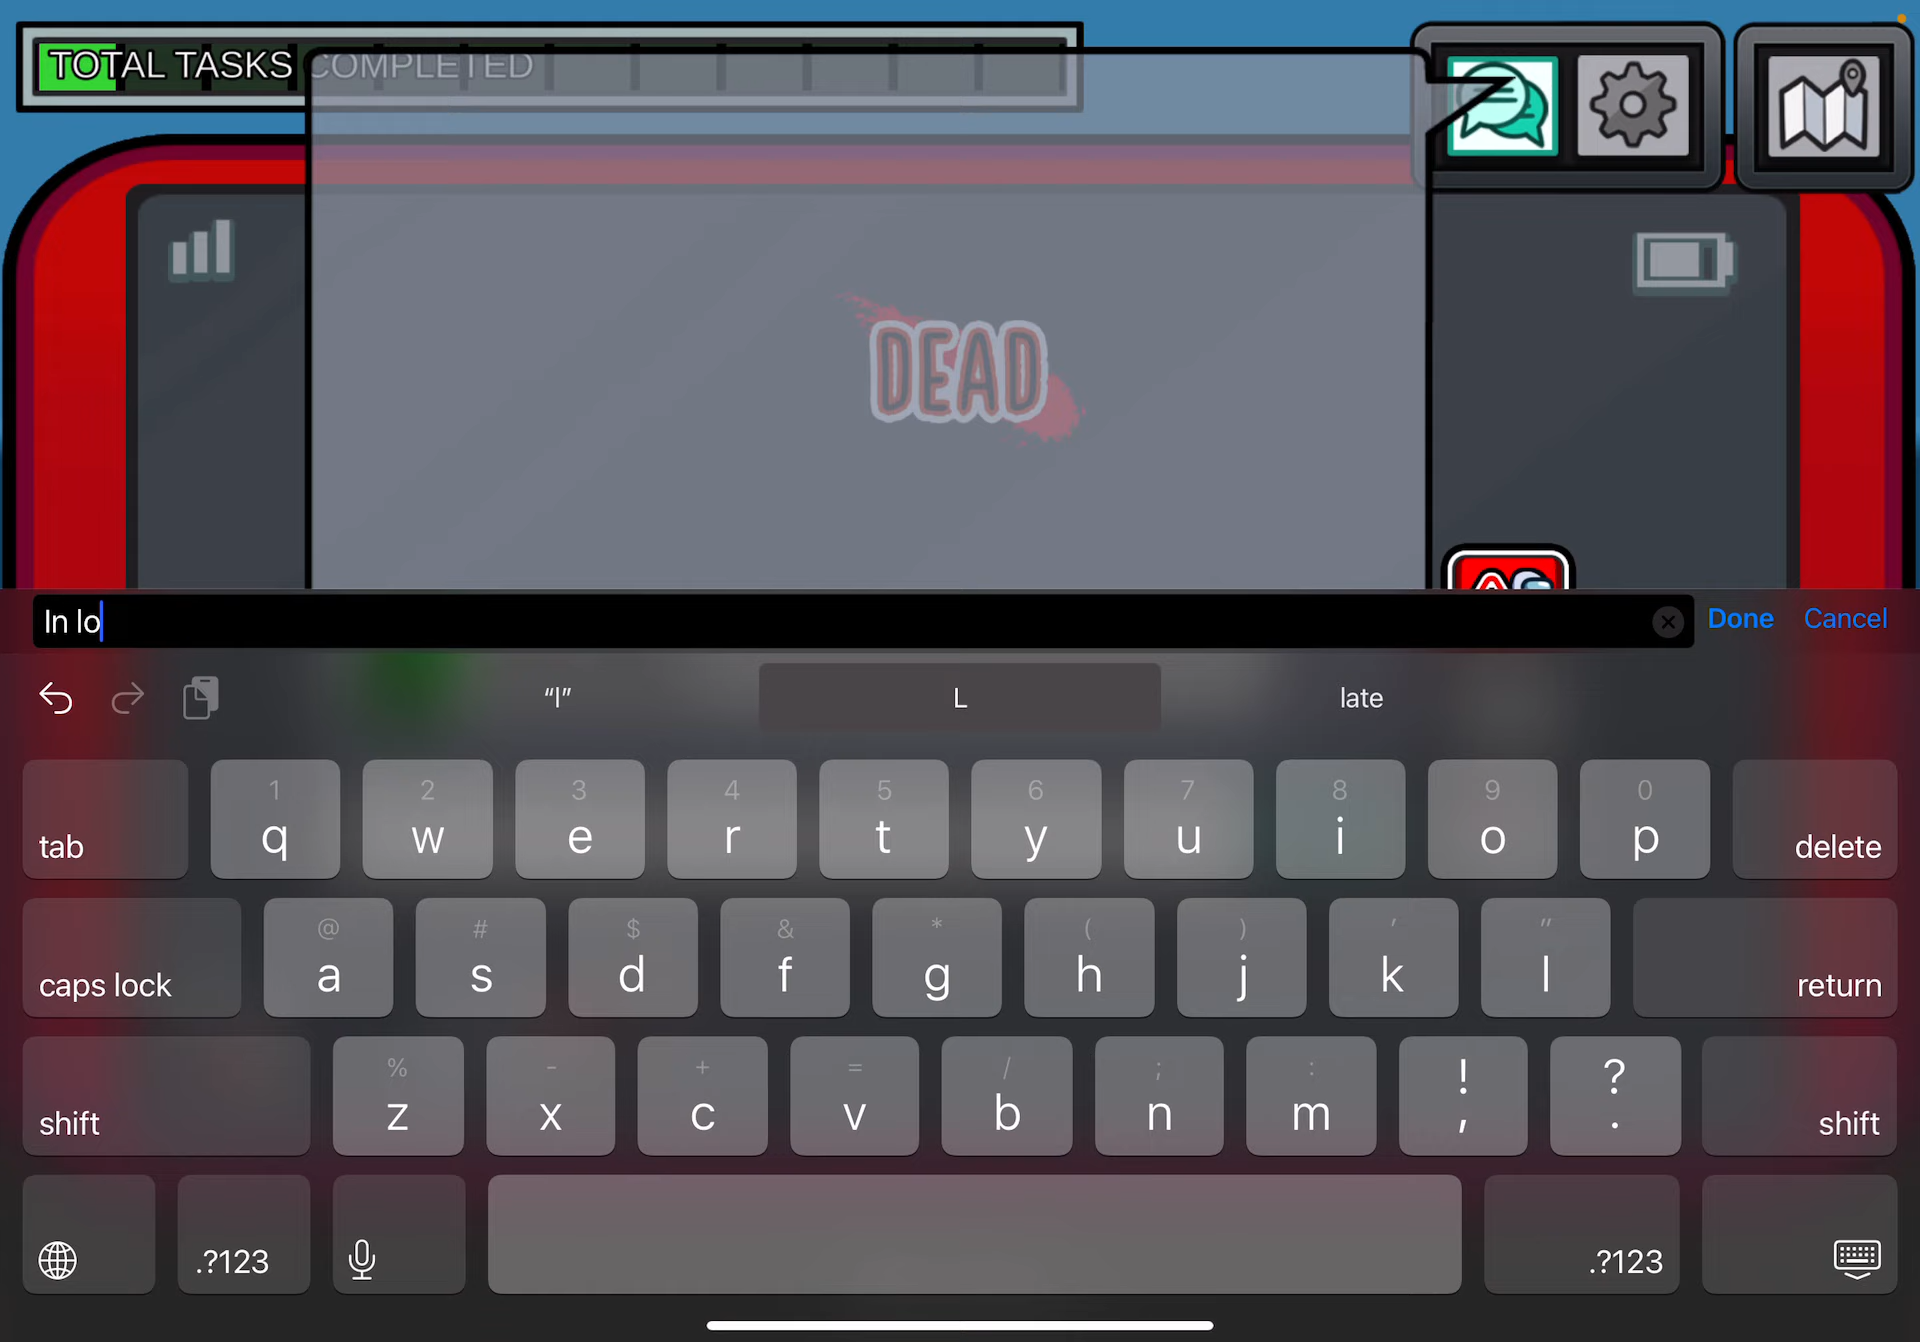 TOTAL TASKS COMPLETED
DEAD
In lo
Done Cancel
“l” L late
tab 1 q 2 w 3 e 4 r 5 t 6 y 7 u 8 i 9 o 0 p delete
caps lock @ a # s $ d & f * g ( h ) j ' k " l return
shift % z - x + c = v / b ; n : m ! , ? . shift
.?123 .?123